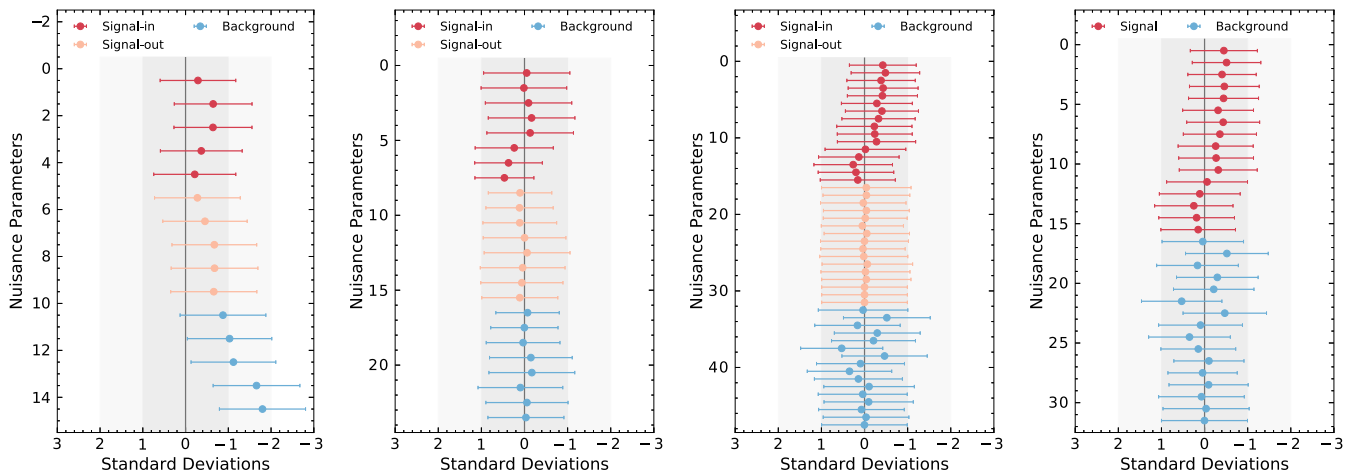 Signal-in Background
Signal-out
−2
0
2
4
6
8
10
12
14
Nuisance Parameters
3 2 1 0 −1 −2 −3
Standard Deviations
Signal-in Background
Signal-out
0
5
10
15
20
Nuisance Parameters
3 2 1 0 −1 −2 −3
Standard Deviations
Signal-in Background
Signal-out
0
10
20
30
40
Nuisance Parameters
3 2 1 0 −1 −2 −3
Standard Deviations
Signal Background
0
5
10
15
20
25
30
Nuisance Parameters
3 2 1 0 −1 −2 −3
Standard Deviations